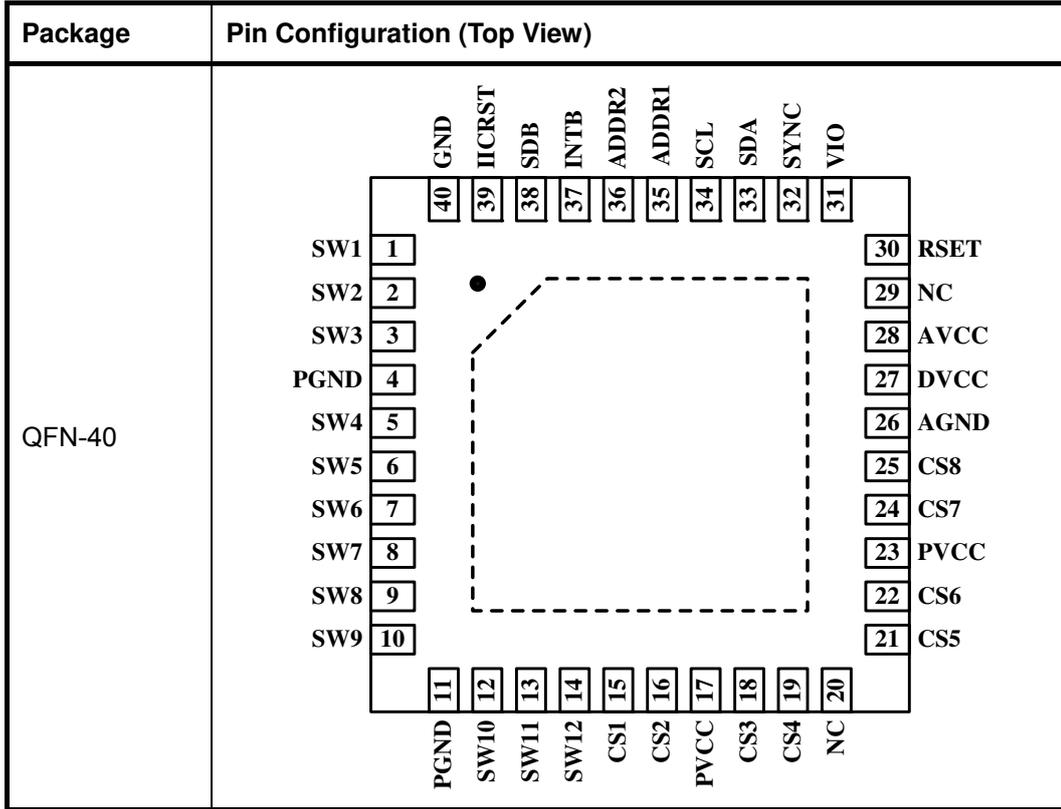 Package
Pin Configuration (Top View)
QFN-40
GND
IICRST
SDB
INTB
ADDR2
ADDR1
SCL
SDA
SYNC
VIO
40
39
38
37
36
35
34
33
32
31
SW1 1
SW2 2
SW3 3
PGND 4
SW4 5
SW5 6
SW6 7
SW7 8
SW8 9
SW9 10
30 RSET
29 NC
28 AVCC
27 DVCC
26 AGND
25 CS8
24 CS7
23 PVCC
22 CS6
21 CS5
11
12
13
14
15
16
17
18
19
20
PGND
SW10
SW11
SW12
CS1
CS2
PVCC
CS3
CS4
NC